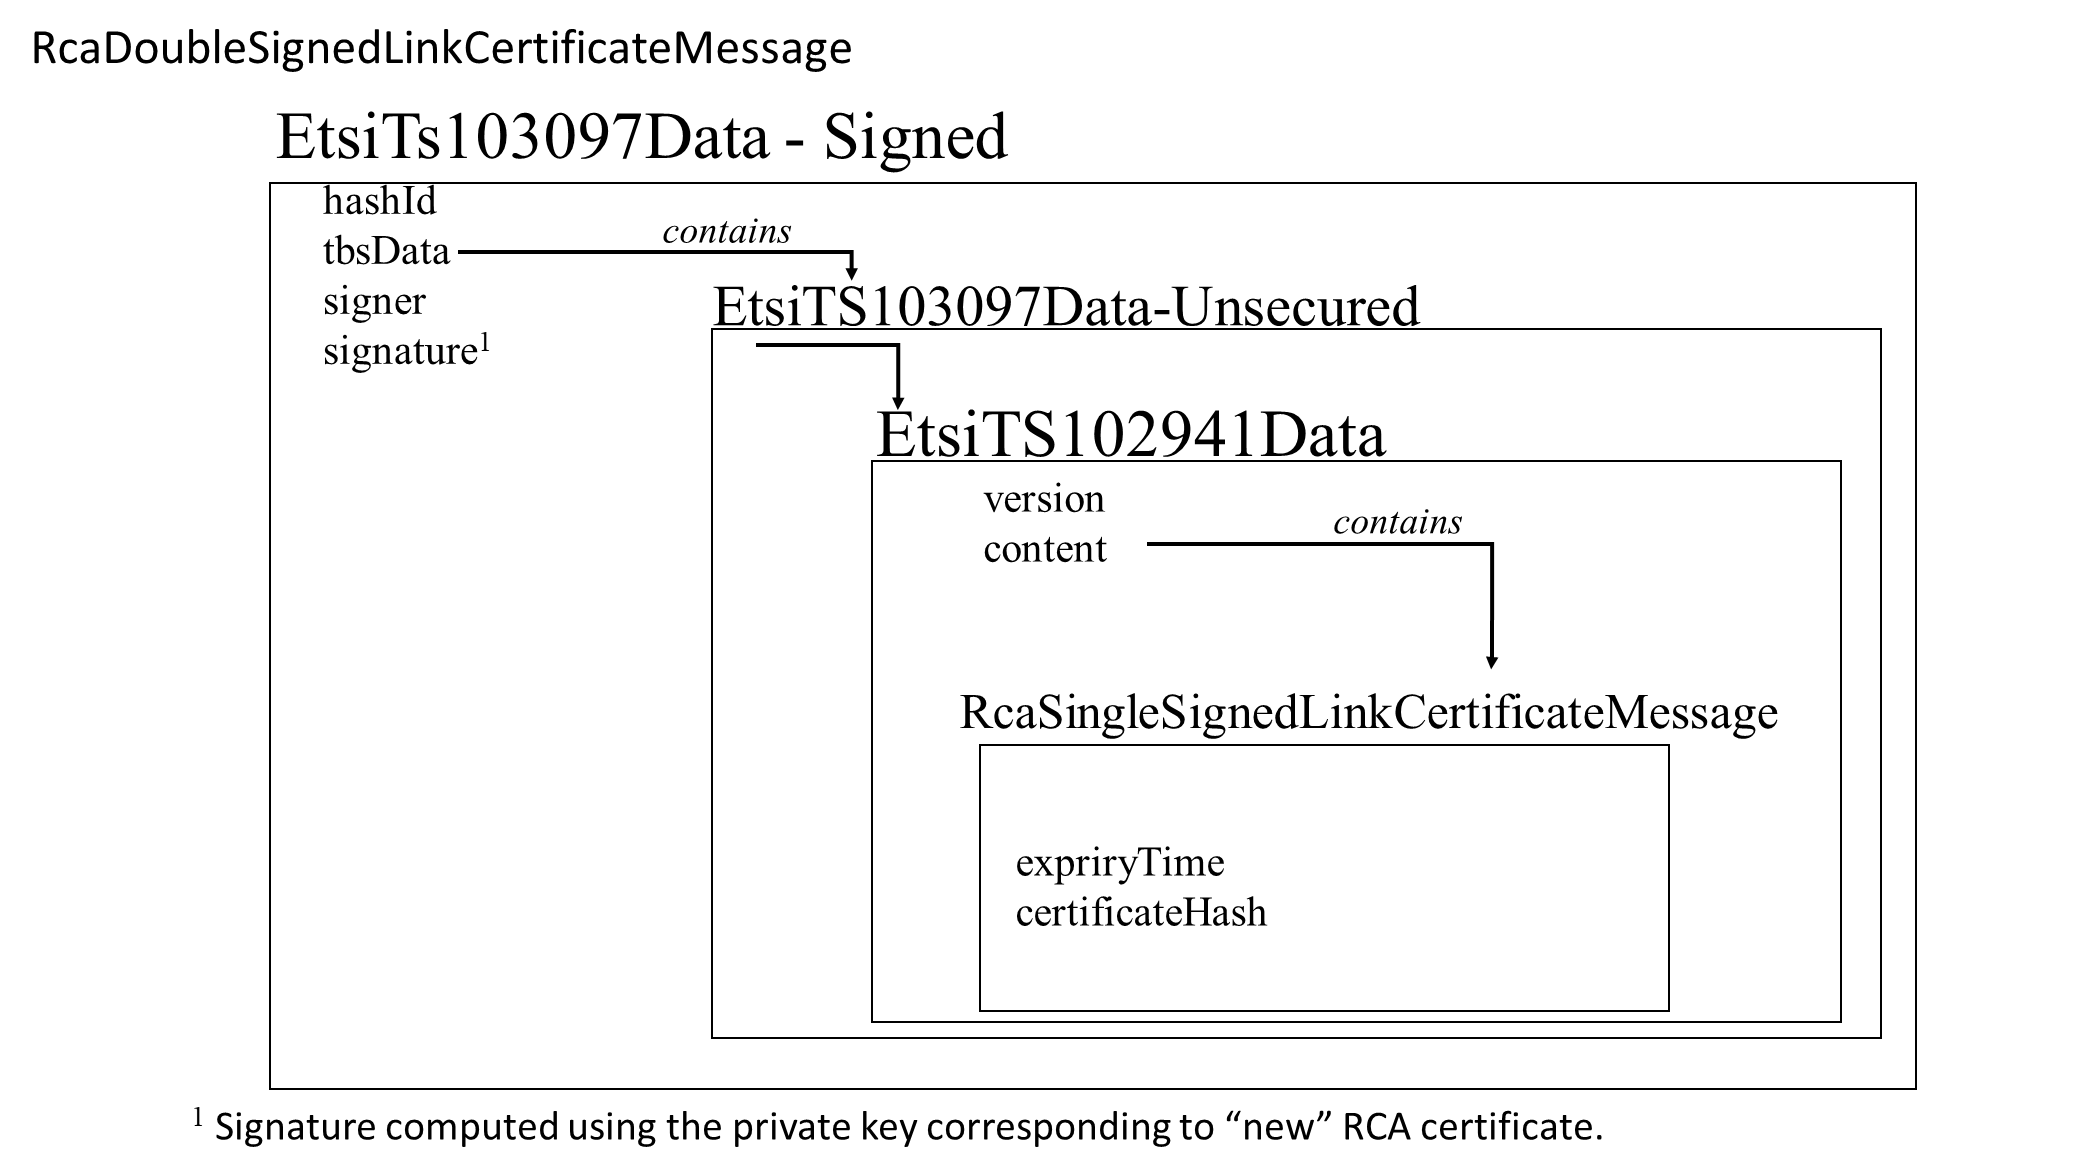 RcaDoubleSignedLinkCertificateMessage
EtsiTs103097Data - Signed
hashId
contains
tbsData
signer
signature¹
EtsiTS103097Data-Unsecured
EtsiTS102941Data
version
contains
content
RcaSingleSignedLinkCertificateMessage
expriryTime
certificateHash
¹ Signature computed using the private key corresponding to “new” RCA certificate.